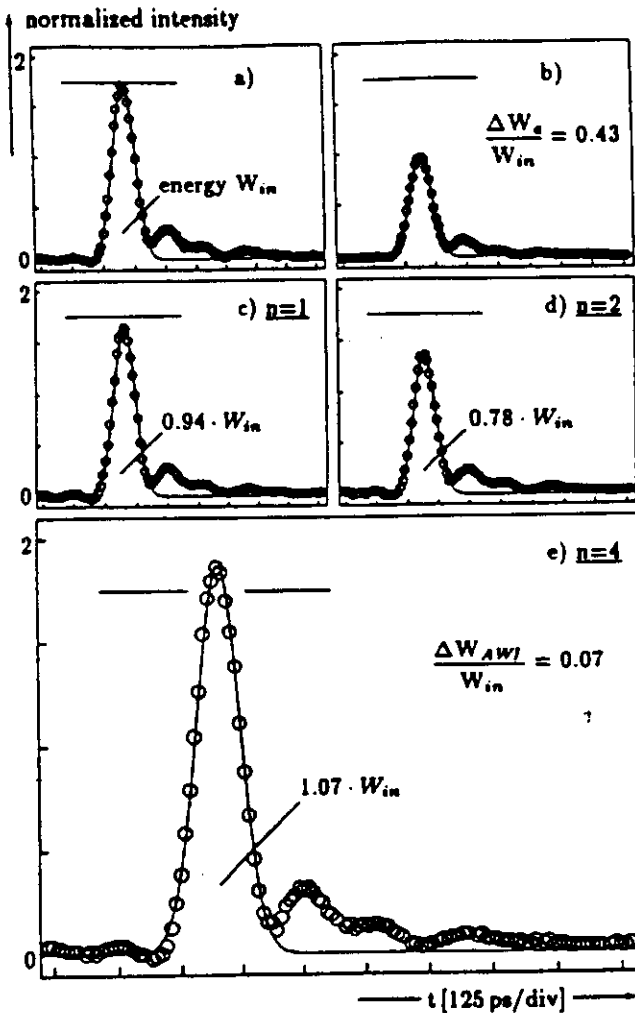 normalized intensity
2
0
a)
energy W_in
b)
ΔW_a / W_in = 0.43
2
0
c) n=1
0.94 · W_in
d) n=2
0.78 · W_in
2
0
e) n=4
ΔW_AWI / W_in = 0.07
1.07 · W_in
t [125 ps/div]